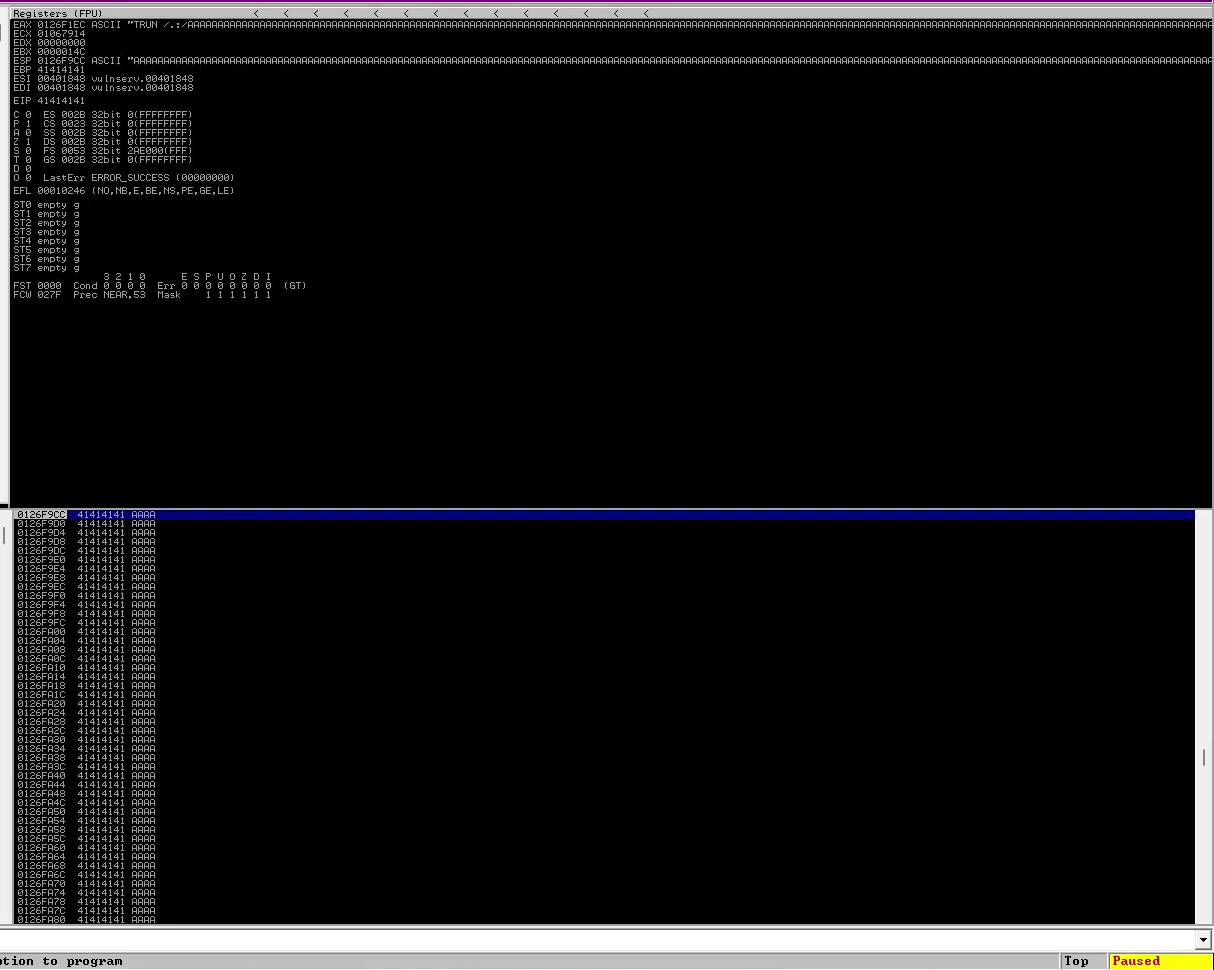 Registers (FPU) < < < < < < < < < < < < < <
ECX 01067914
EDX 00000000
EBX 0000014C
EBP 41414141
ESI 00401848 vulnserv.00401848
EDI 00401848 vulnserv.00401848
EIP 41414141
C 0 ES 002B 32bit 0(FFFFFFFF)
P 1 CS 0023 32bit 0(FFFFFFFF)
A 0 SS 002B 32bit 0(FFFFFFFF)
Z 1 DS 002B 32bit 0(FFFFFFFF)
S 0 FS 0053 32bit 2AE000(FFF)
T 0 GS 002B 32bit 0(FFFFFFFF)
D 0
O 0 LastErr ERROR_SUCCESS (00000000)
EFL 00010246 (NO,NB,E,BE,NS,PE,GE,LE)
ST0 empty g
ST1 empty g
ST2 empty g
ST3 empty g
ST4 empty g
ST5 empty g
ST6 empty g
ST7 empty g
3 2 1 0 E S P U O Z D I
FST 0000 Cond 0 0 0 0 Err 0 0 0 0 0 0 0 0 (GT)
FCW 027F Prec NEAR,53 Mask 1 1 1 1 1 1
0126F9CC 41414141 AAAA
0126F9D0 41414141 AAAA
0126F9D4 41414141 AAAA
0126F9D8 41414141 AAAA
0126F9DC 41414141 AAAA
0126F9E0 41414141 AAAA
0126F9E4 41414141 AAAA
0126F9E8 41414141 AAAA
0126F9EC 41414141 AAAA
0126F9F0 41414141 AAAA
0126F9F4 41414141 AAAA
0126F9F8 41414141 AAAA
0126F9FC 41414141 AAAA
0126FA00 41414141 AAAA
0126FA04 41414141 AAAA
0126FA08 41414141 AAAA
0126FA0C 41414141 AAAA
0126FA10 41414141 AAAA
0126FA14 41414141 AAAA
0126FA18 41414141 AAAA
0126FA1C 41414141 AAAA
0126FA20 41414141 AAAA
0126FA24 41414141 AAAA
0126FA28 41414141 AAAA
0126FA2C 41414141 AAAA
0126FA30 41414141 AAAA
0126FA34 41414141 AAAA
0126FA38 41414141 AAAA
0126FA3C 41414141 AAAA
0126FA40 41414141 AAAA
0126FA44 41414141 AAAA
0126FA48 41414141 AAAA
0126FA4C 41414141 AAAA
0126FA50 41414141 AAAA
0126FA54 41414141 AAAA
0126FA58 41414141 AAAA
0126FA5C 41414141 AAAA
0126FA60 41414141 AAAA
0126FA64 41414141 AAAA
0126FA68 41414141 AAAA
0126FA6C 41414141 AAAA
0126FA70 41414141 AAAA
0126FA74 41414141 AAAA
0126FA78 41414141 AAAA
0126FA7C 41414141 AAAA
0126FA80 41414141 AAAA
ption to program Top Paused